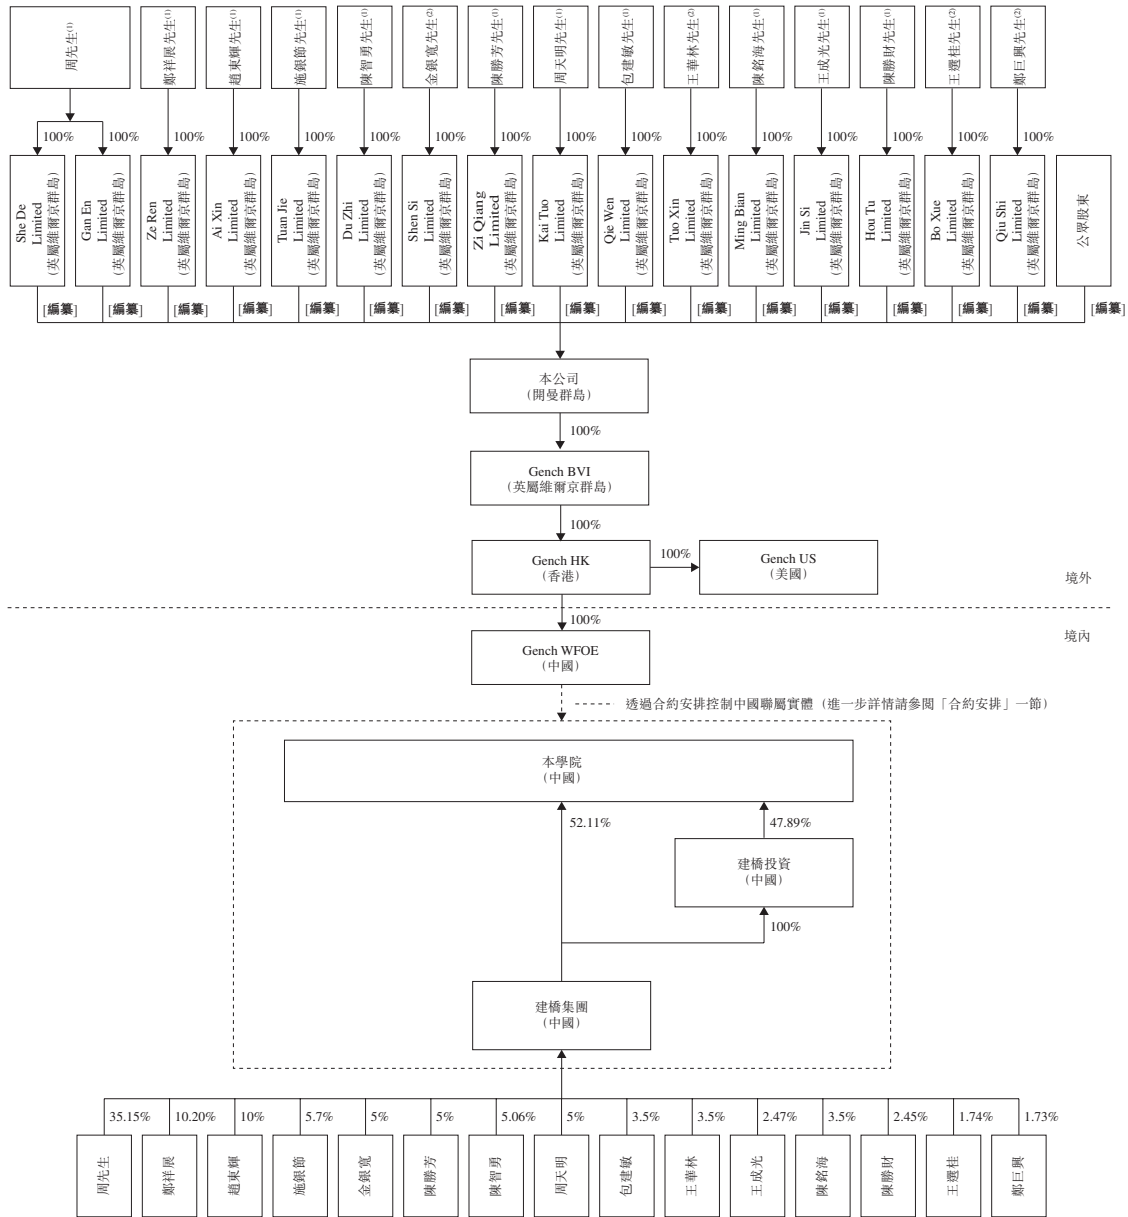 周先生(1)
鄭祥展先生(1)
趙東輝先生(1)
施銀節先生(1)
陳智勇先生(1)
金銀寬先生(2)
陳勝芳先生(1)
周天明先生(1)
包建敏先生(1)
王華林先生(2)
陳銘海先生(1)
王成光先生(1)
陳勝財先生(1)
王選桂先生(2)
鄭巨興先生(2)
100% 100% 100% 100% 100% 100% 100% 100% 100% 100% 100% 100% 100% 100% 100% 100%
She De
Limited
(英屬維爾京群島)
Gan En
Limited
(英屬維爾京群島)
Ze Ren
Limited
(英屬維爾京群島)
Ai Xin
Limited
(英屬維爾京群島)
Tuan Jie
Limited
(英屬維爾京群島)
Du Zhi
Limited
(英屬維爾京群島)
Shen Si
Limited
(英屬維爾京群島)
Zi Qiang
Limited
(英屬維爾京群島)
Kai Tuo
Limited
(英屬維爾京群島)
Qie Wen
Limited
(英屬維爾京群島)
Tuo Xin
Limited
(英屬維爾京群島)
Ming Bian
Limited
(英屬維爾京群島)
Jin Si
Limited
(英屬維爾京群島)
Hou Tu
Limited
(英屬維爾京群島)
Bo Xue
Limited
(英屬維爾京群島)
Qiu Shi
Limited
(英屬維爾京群島)
公眾股東
[編纂] [編纂] [編纂] [編纂] [編纂] [編纂] [編纂] [編纂] [編纂] [編纂] [編纂] [編纂] [編纂] [編纂] [編纂] [編纂] [編纂]
本公司
(開曼群島)
100%
Gench BVI
(英屬維爾京群島)
100%
Gench HK
(香港)
100%
Gench US
(美國)
境外
100%
境內
Gench WFOE
(中國)
透過合約安排控制中國聯屬實體（進一步詳情請參閱「合約安排」一節）
本學院
(中國)
52.11%
47.89%
建橋投資
(中國)
100%
建橋集團
(中國)
35.15% 10.20% 10% 5.7% 5% 5% 5.06% 5% 3.5% 3.5% 2.47% 3.5% 2.45% 1.74% 1.73%
周先生
鄭祥展
趙東輝
施銀節
金銀寬
陳勝芳
陳智勇
周天明
包建敏
王華林
王成光
陳銘海
陳勝財
王選桂
鄭巨興